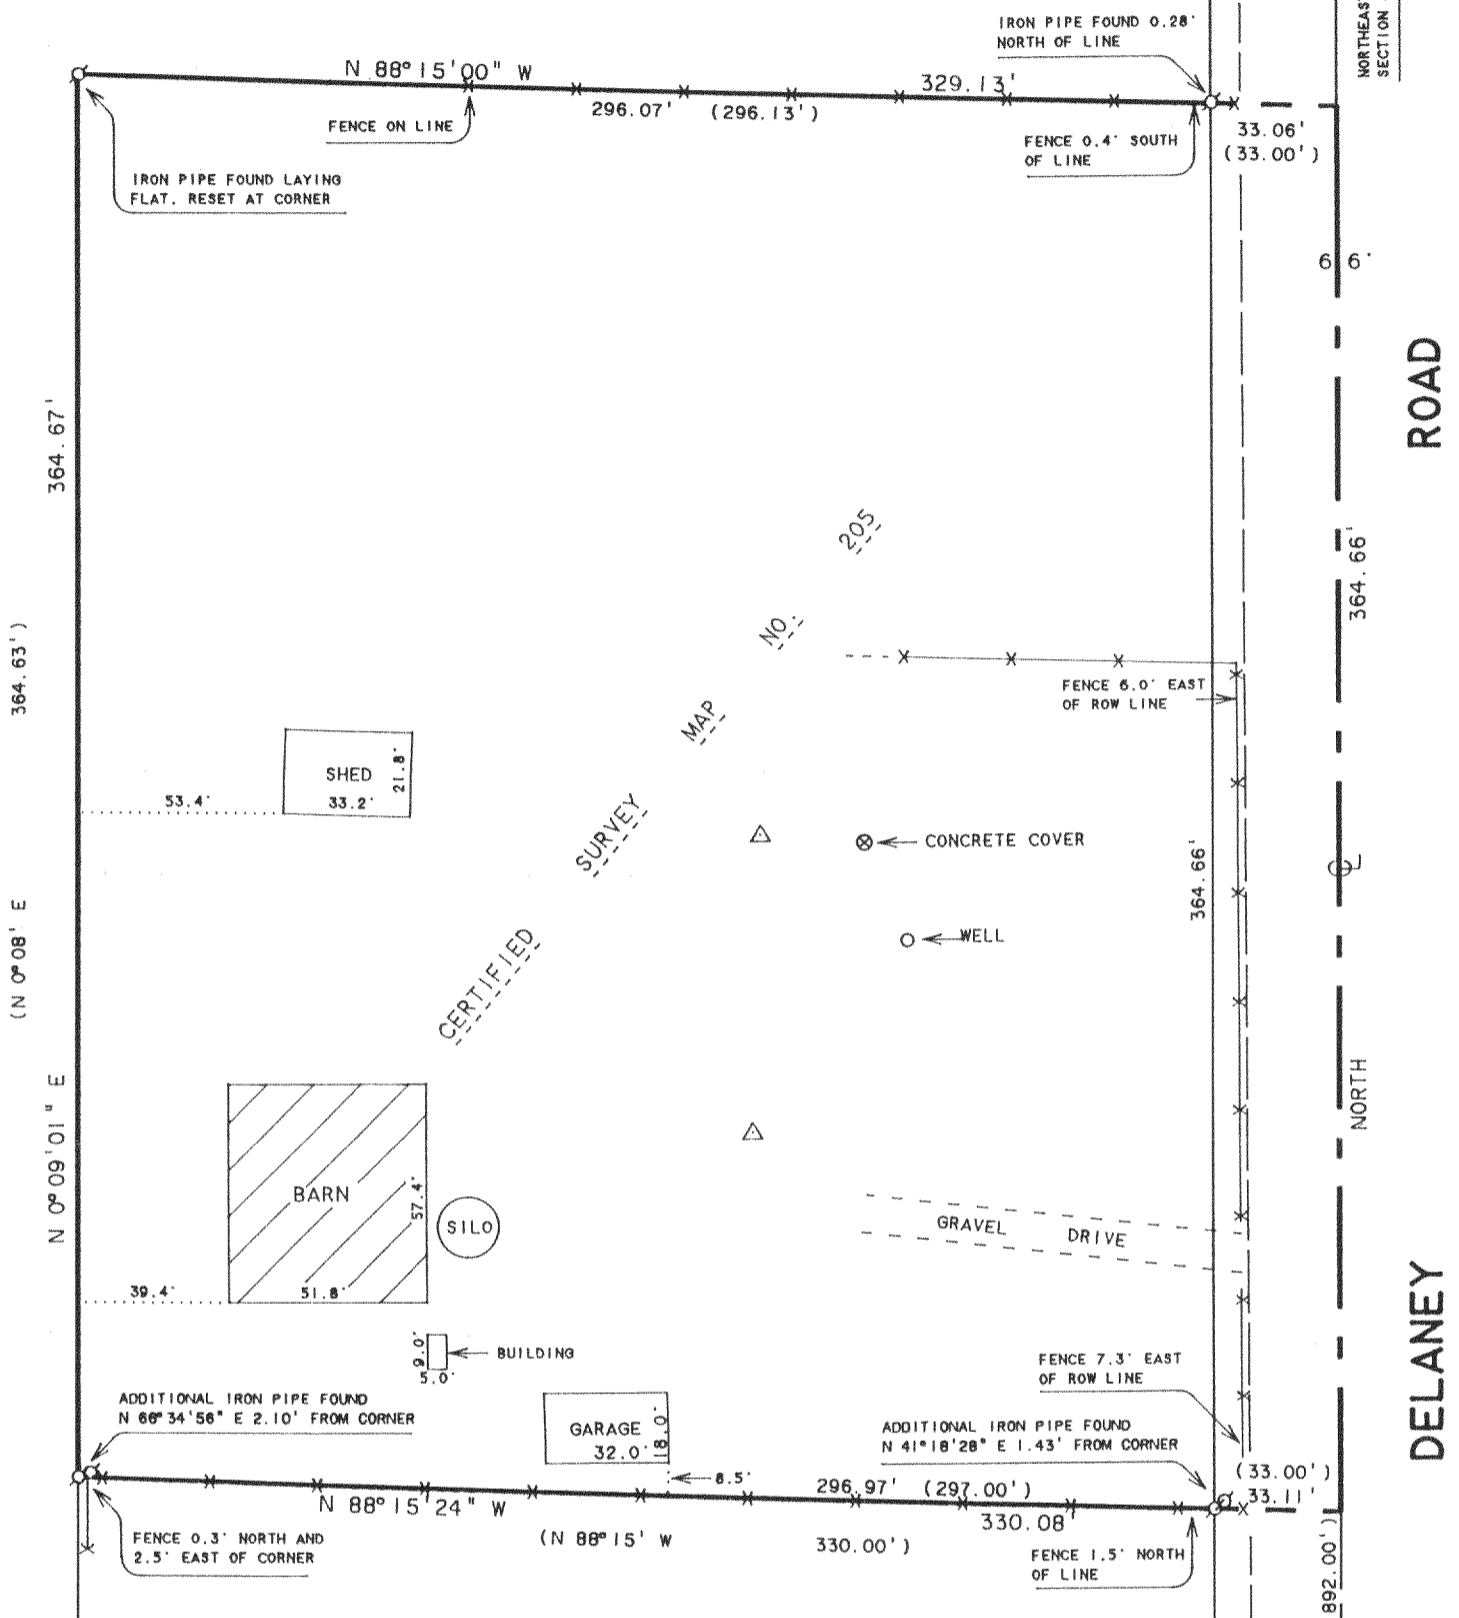 IRON PIPE FOUND 0.28'
NORTH OF LINE
NORTHEAS
SECTION
N 88°15'00" W
329.13'
296.07' (296.13')
FENCE ON LINE
33.06'
(33.00')
FENCE 0.4' SOUTH
OF LINE
IRON PIPE FOUND LAYING
FLAT. RESET AT CORNER
66'
ROAD
364.67'
205
NO.
MAP
SURVEY
CERTIFIED
364.66'
364.63')
FENCE 6.0' EAST
OF ROW LINE
SHED
21.8'
33.2'
53.4'
CONCRETE COVER
364.66'
WELL
(N 0°08' E
N 0°09'01" E
NORTH
BARN
57.4'
SILO
51.8'
39.4'
GRAVEL DRIVE
DELANEY
9.0'
5.0'
BUILDING
FENCE 7.3' EAST
OF ROW LINE
ADDITIONAL IRON PIPE FOUND
N 66°34'56" E 2.10' FROM CORNER
GARAGE
32.0'
18.0'
8.5'
ADDITIONAL IRON PIPE FOUND
N 41°18'28" E 1.43' FROM CORNER
(33.00')
33.11'
296.97' (297.00')
N 88°15'24" W
330.08'
(N 88°15' W 330.00')
FENCE 0.3' NORTH AND
2.5' EAST OF CORNER
FENCE 1.5' NORTH
OF LINE
892.00')